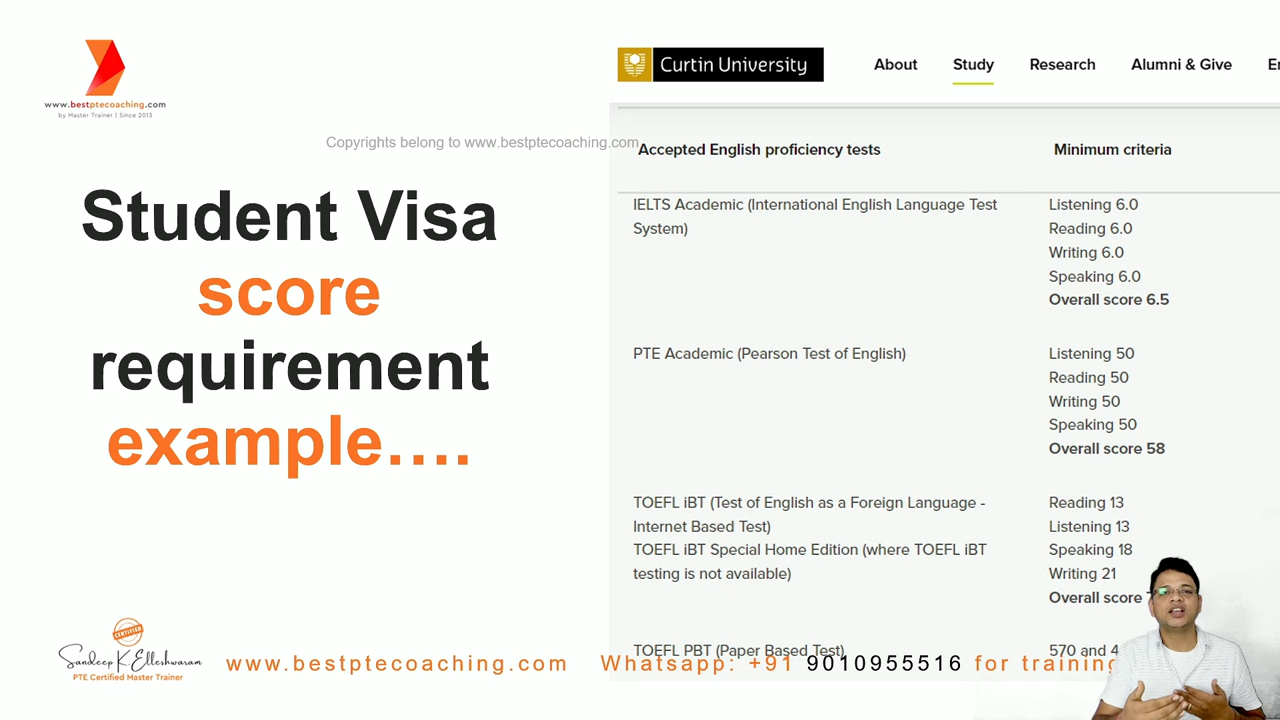 www.bestptecoaching.com
by Master Trainer | Since 2013
Copyrights belong to www.bestptecoaching.com
Student Visa
score
requirement
example....
Curtin University
About Study Research Alumni & Give
Accepted English proficiency tests Minimum criteria
IELTS Academic (International English Language Test Listening 6.0
System) Reading 6.0
Writing 6.0
Speaking 6.0
Overall score 6.5
PTE Academic (Pearson Test of English) Listening 50
Reading 50
Writing 50
Speaking 50
Overall score 58
TOEFL iBT (Test of English as a Foreign Language - Reading 13
Internet Based Test) Listening 13
TOEFL iBT Special Home Edition (where TOEFL iBT Speaking 18
testing is not available) Writing 21
Overall score
TOEFL PBT (Paper Based Test) 570 and 4
CERTIFIED
Sandeep K Elleshwaram
PTE Certified Master Trainer
www.bestptecoaching.com Whatsapp: +91 9010955516 for training